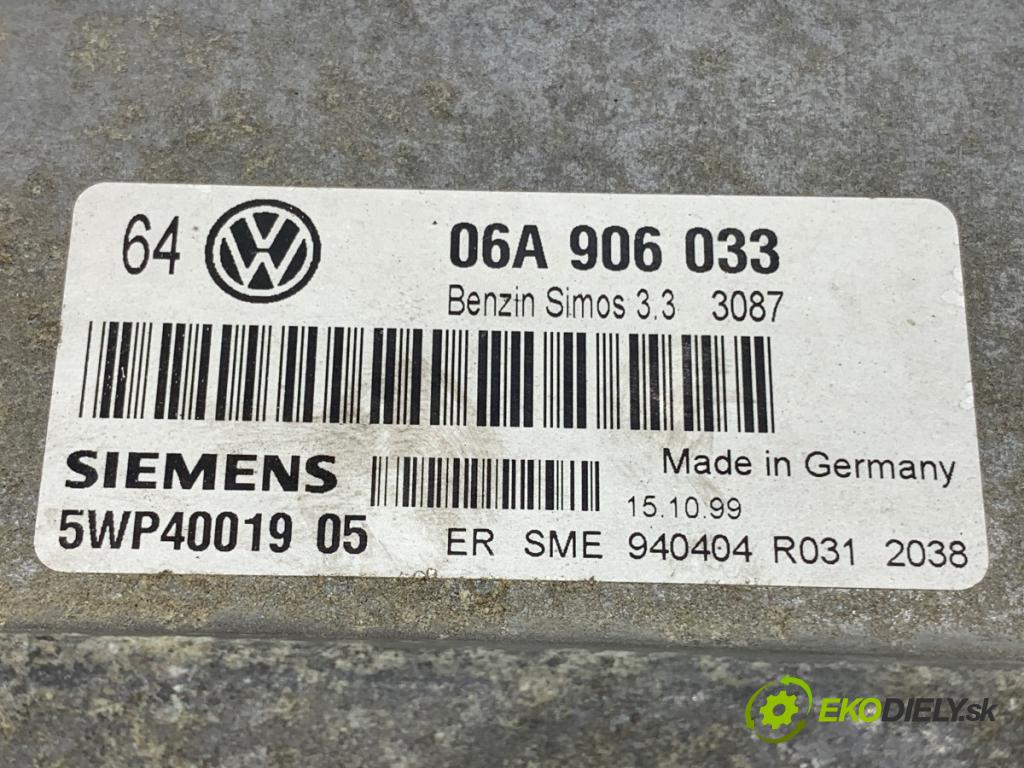 64 VW 06A 906 033
Benzin Simos 3.3 3087
SIEMENS Made in Germany
15.10.99
5WP40019 05 ER SME 940404 R031 2038
EKODIELY.sk